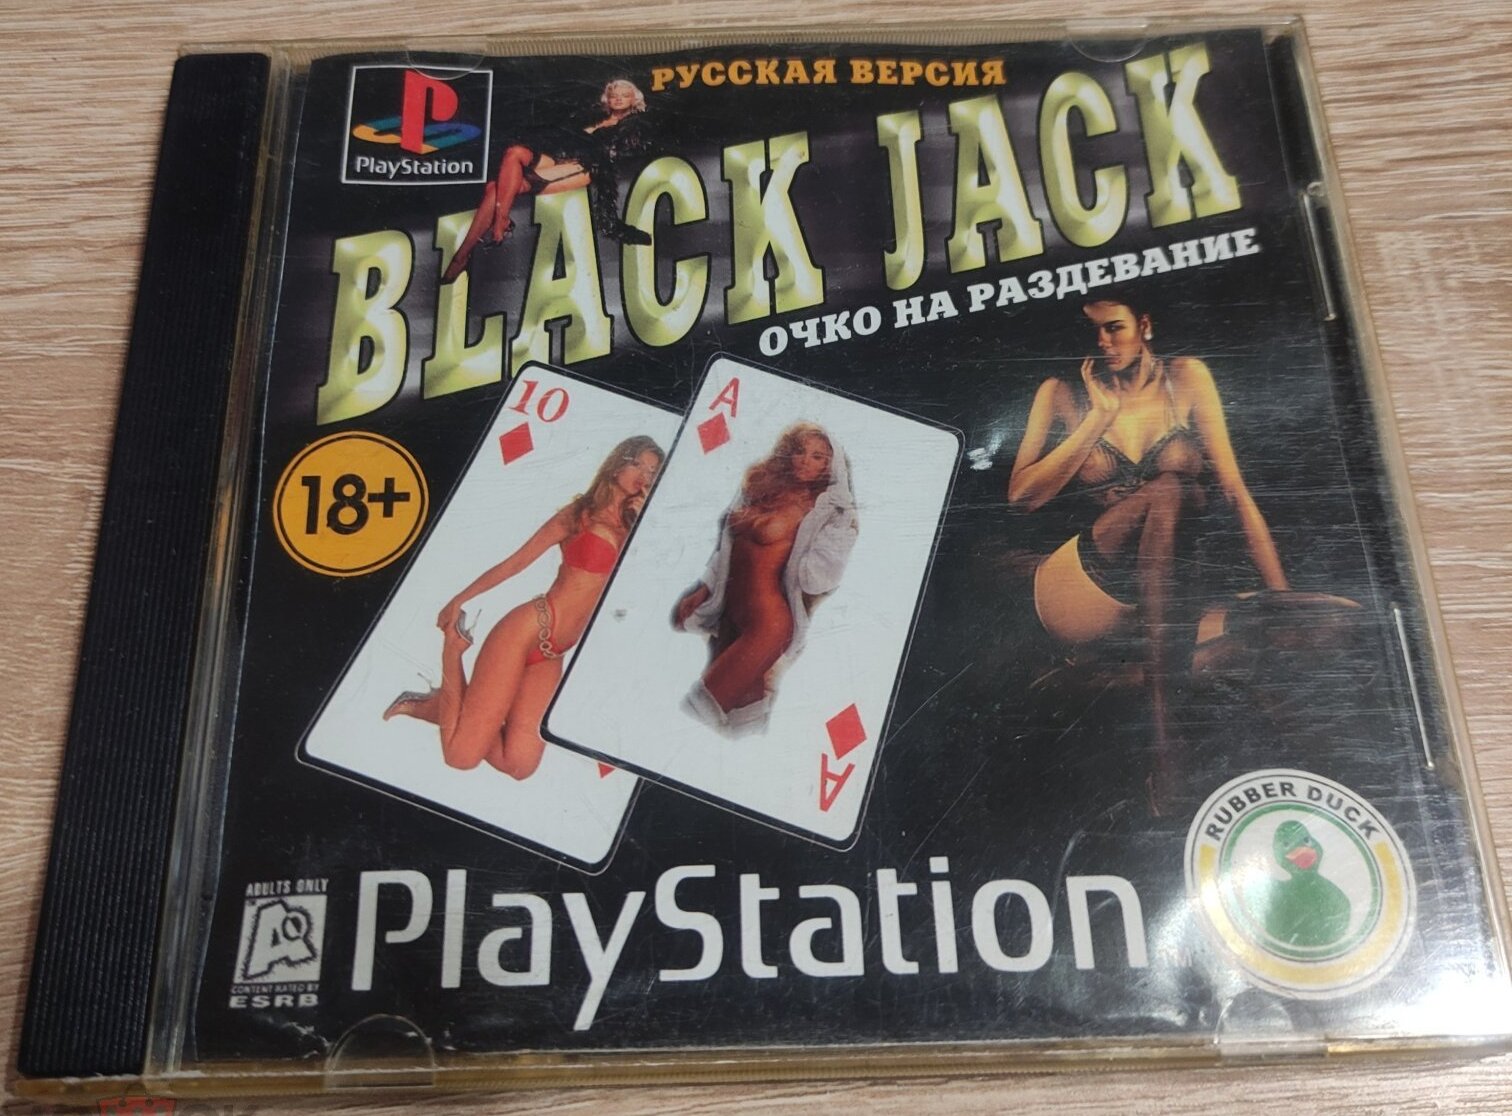 РУССКАЯ ВЕРСИЯ
PlayStation
BLACK JACK
ОЧКО НА РАЗДЕВАНИЕ
10
A
18+
A
RUBBER DUCK
ADULTS ONLY
AO
CONTENT RATED BY
ESRB
PlayStation